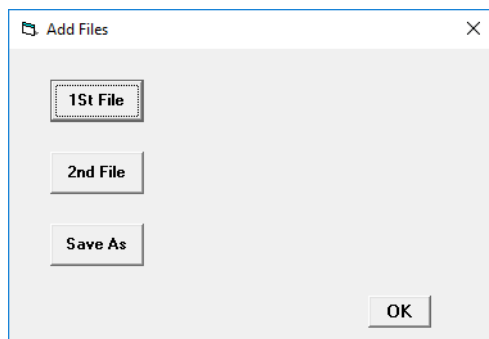 Add Files
1St File
2nd File
Save As
OK